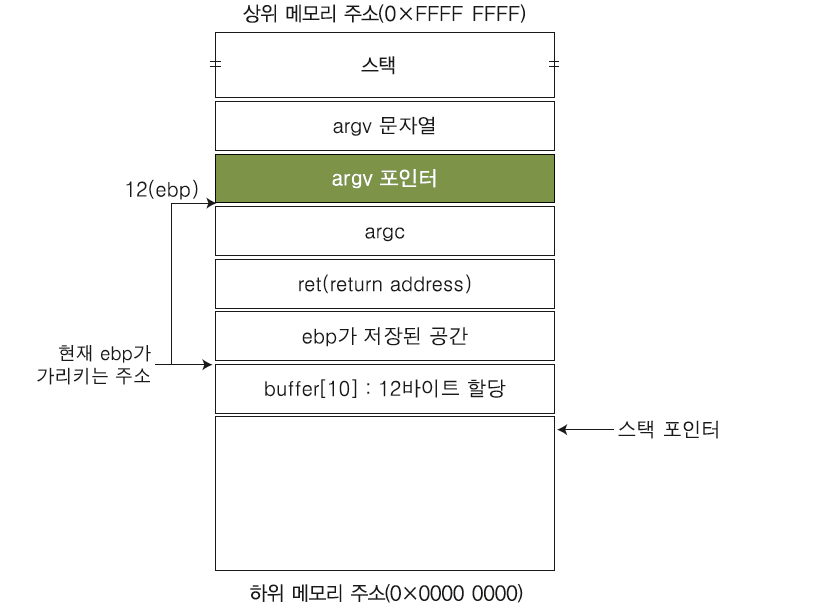 상위 메모리 주소(0×FFFF FFFF)
스택
argv 문자열
argv 포인터
12(ebp)
argc
ret(return address)
ebp가 저장된 공간
현재 ebp가
가리키는 주소
buffer[10] : 12바이트 할당
스택 포인터
하위 메모리 주소(0×0000 0000)